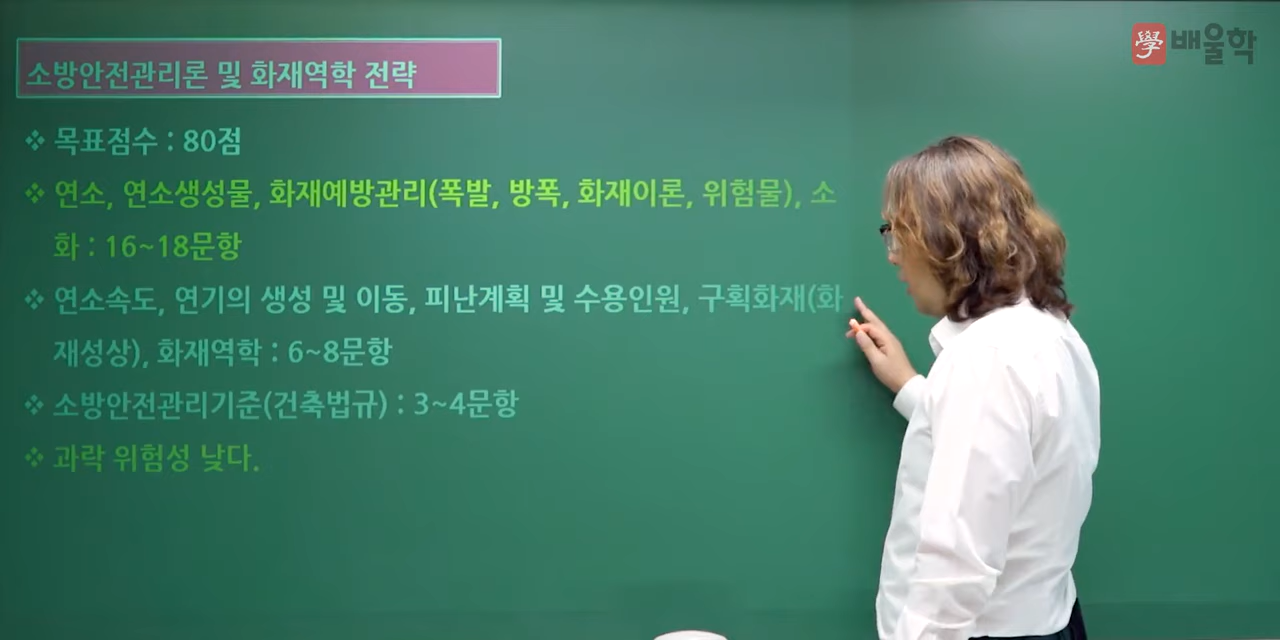 學 배울학
소방안전관리론 및 화재역학 전략
❖ 목표점수 : 80점
❖ 연소, 연소생성물, 화재예방관리(폭발, 방폭, 화재이론, 위험물), 소
화 : 16~18문항
❖ 연소속도, 연기의 생성 및 이동, 피난계획 및 수용인원, 구획화재(화
재성상), 화재역학 : 6~8문항
❖ 소방안전관리기준(건축법규) : 3~4문항
❖ 과락 위험성 낮다.